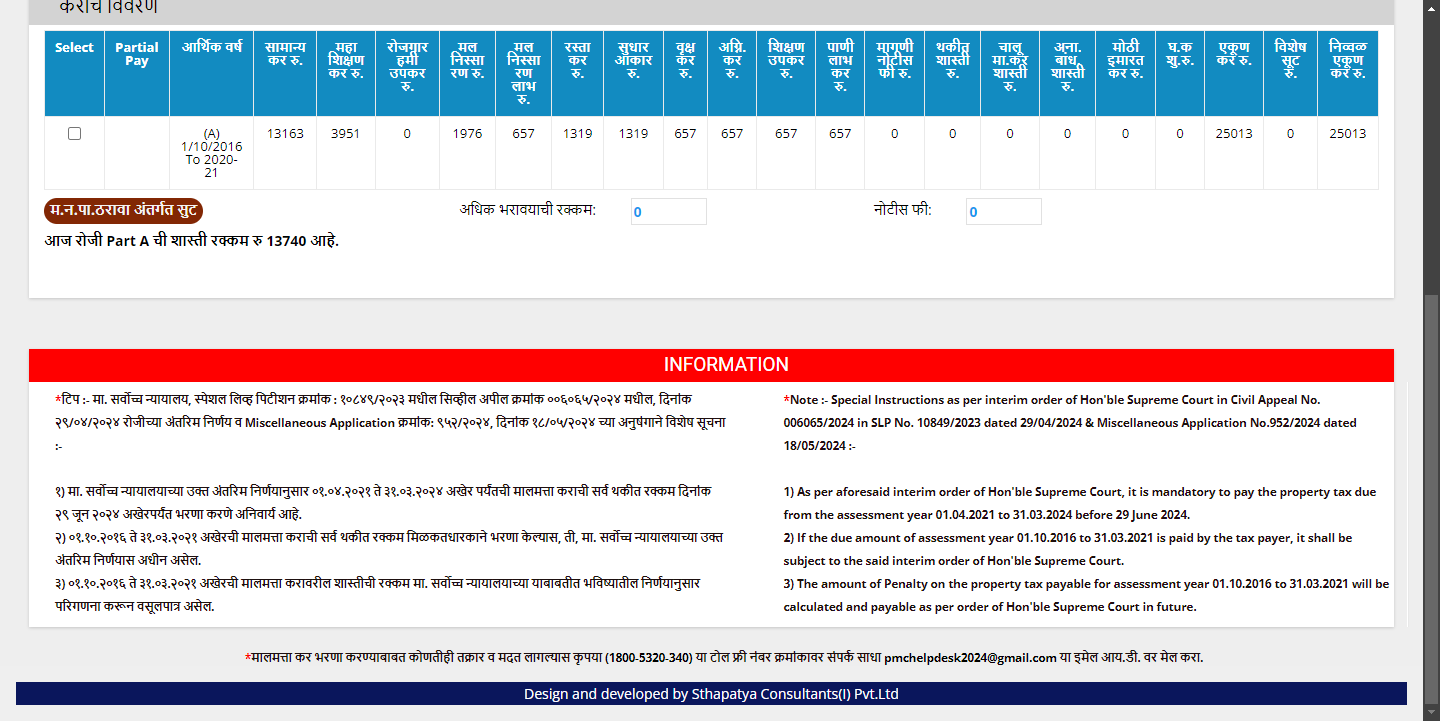 कराचे विवरण
Select Partial Pay आर्थिक वर्ष सामान्य कर रु. महा शिक्षण कर रु. रोजगार हमी उपकर रु. मल निस्सारण रु. मल निस्सारण लाभ रु. रस्ता कर रु. सुधार आकार रु. वृक्ष कर रु. अग्नि. कर रु. शिक्षण उपकर रु. पाणी लाभ कर रु. मागणी नोटीस फी रु. थकीत शास्ती रु. चालू मा.कर शास्ती रु. अना. बांध. शास्ती रु. मोठी इमारत कर रु. घ.क शु.रु. एकूण कर रु. विशेष सूट रु. निव्वळ एकूण कर रु.
(A) 1/10/2016 To 2020-21 13163 3951 0 1976 657 1319 1319 657 657 657 657 0 0 0 0 0 0 25013 0 25013
म.न.पा.ठरावा अंतर्गत सुट अधिक भरावयाची रक्कम: 0 नोटीस फी: 0
आज रोजी Part A ची शास्ती रक्कम रु 13740 आहे.
INFORMATION
*टिप :- मा. सर्वोच्च न्यायालय, स्पेशल लिव्ह पिटीशन क्रमांक : १०८४९/२०२३ मधील सिव्हील अपील क्रमांक ००६०६५/२०२४ मधील, दिनांक
२९/०४/२०२४ रोजीच्या अंतरिम निर्णय व Miscellaneous Application क्रमांक: ९५२/२०२४, दिनांक १८/०५/२०२४ च्या अनुषंगाने विशेष सूचना
:-
१) मा. सर्वोच्च न्यायालयाच्या उक्त अंतरिम निर्णयानुसार ०१.०४.२०२१ ते ३१.०३.२०२४ अखेर पर्यंतची मालमत्ता कराची सर्व थकीत रक्कम दिनांक
२९ जून २०२४ अखेरपर्यंत भरणा करणे अनिवार्य आहे.
२) ०१.१०.२०१६ ते ३१.०३.२०२१ अखेरची मालमत्ता कराची सर्व थकीत रक्कम मिळकतधारकाने भरणा केल्यास, ती, मा. सर्वोच्च न्यायालयाच्या उक्त
अंतरिम निर्णयास अधीन असेल.
३) ०१.१०.२०१६ ते ३१.०३.२०२१ अखेरची मालमत्ता करावरील शास्तीची रक्कम मा. सर्वोच्च न्यायालयाच्या याबाबतीत भविष्यातील निर्णयानुसार
परिगणना करून वसूलपात्र असेल.
*Note :- Special Instructions as per interim order of Hon'ble Supreme Court in Civil Appeal No.
006065/2024 in SLP No. 10849/2023 dated 29/04/2024 & Miscellaneous Application No.952/2024 dated
18/05/2024 :-
1) As per aforesaid interim order of Hon'ble Supreme Court, it is mandatory to pay the property tax due
from the assessment year 01.04.2021 to 31.03.2024 before 29 June 2024.
2) If the due amount of assessment year 01.10.2016 to 31.03.2021 is paid by the tax payer, it shall be
subject to the said interim order of Hon'ble Supreme Court.
3) The amount of Penalty on the property tax payable for assessment year 01.10.2016 to 31.03.2021 will be
calculated and payable as per order of Hon'ble Supreme Court in future.
*मालमत्ता कर भरणा करण्याबाबत कोणतीही तक्रार व मदत लागल्यास कृपया (1800-5320-340) या टोल फ्री नंबर क्रमांकावर संपर्क साधा pmchelpdesk2024@gmail.com या इमेल आय.डी. वर मेल करा.
Design and developed by Sthapatya Consultants(I) Pvt.Ltd